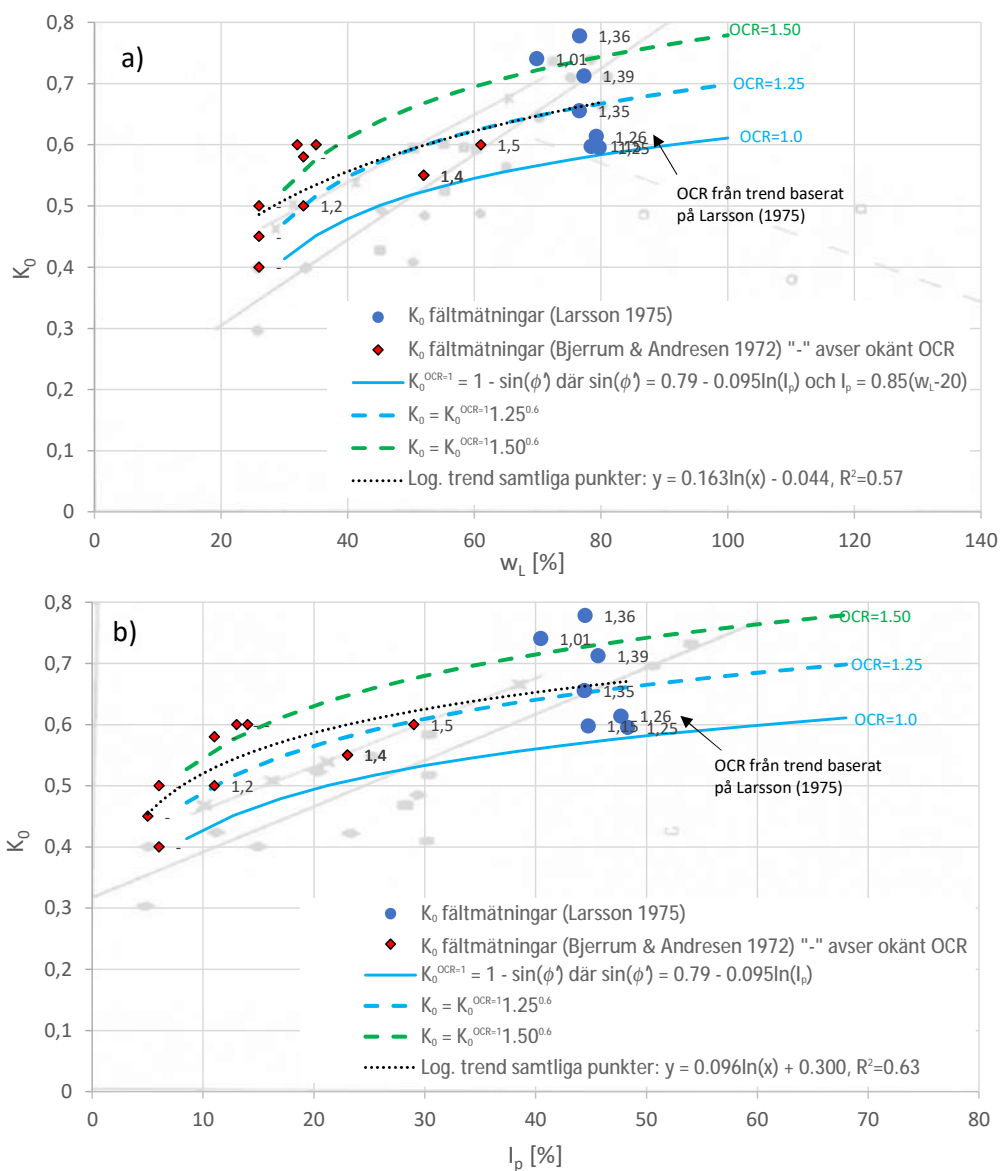 a)
0,8
0,7
0,6
0,5
0,4
0,3
0,2
0,1
0
K₀
OCR=1.50
OCR=1.25
OCR=1.0
1,36
1,01
1,39
1,35
1,26
1,25
1,5
1,4
1,2
-
-
-
-
OCR från trend baserat
på Larsson (1975)
K₀ fältmätningar (Larsson 1975)
K₀ fältmätningar (Bjerrum & Andresen 1972) "-" avser okänt OCR
K₀ᴼᶜᴿ⁼¹ = 1 - sin(ϕ') där sin(ϕ') = 0.79 - 0.095ln(Iₚ) och Iₚ = 0.85(w_L-20)
K₀ = K₀ᴼᶜᴿ⁼¹1.25⁰·⁶
K₀ = K₀ᴼᶜᴿ⁼¹1.50⁰·⁶
Log. trend samtliga punkter: y = 0.163ln(x) - 0.044, R²=0.57
0 20 40 60 80 100 120 140
w_L [%]
b)
0,8
0,7
0,6
0,5
0,4
0,3
0,2
0,1
0
K₀
OCR=1.50
OCR=1.25
OCR=1.0
1,36
1,01
1,39
1,35
1,26
1,15
1,25
1,5
1,4
1,2
-
-
-
OCR från trend baserat
på Larsson (1975)
K₀ fältmätningar (Larsson 1975)
K₀ fältmätningar (Bjerrum & Andresen 1972) "-" avser okänt OCR
K₀ᴼᶜᴿ⁼¹ = 1 - sin(ϕ') där sin(ϕ') = 0.79 - 0.095ln(Iₚ)
K₀ = K₀ᴼᶜᴿ⁼¹1.25⁰·⁶
K₀ = K₀ᴼᶜᴿ⁼¹1.50⁰·⁶
Log. trend samtliga punkter: y = 0.096ln(x) + 0.300, R²=0.63
0 10 20 30 40 50 60 70 80
Iₚ [%]